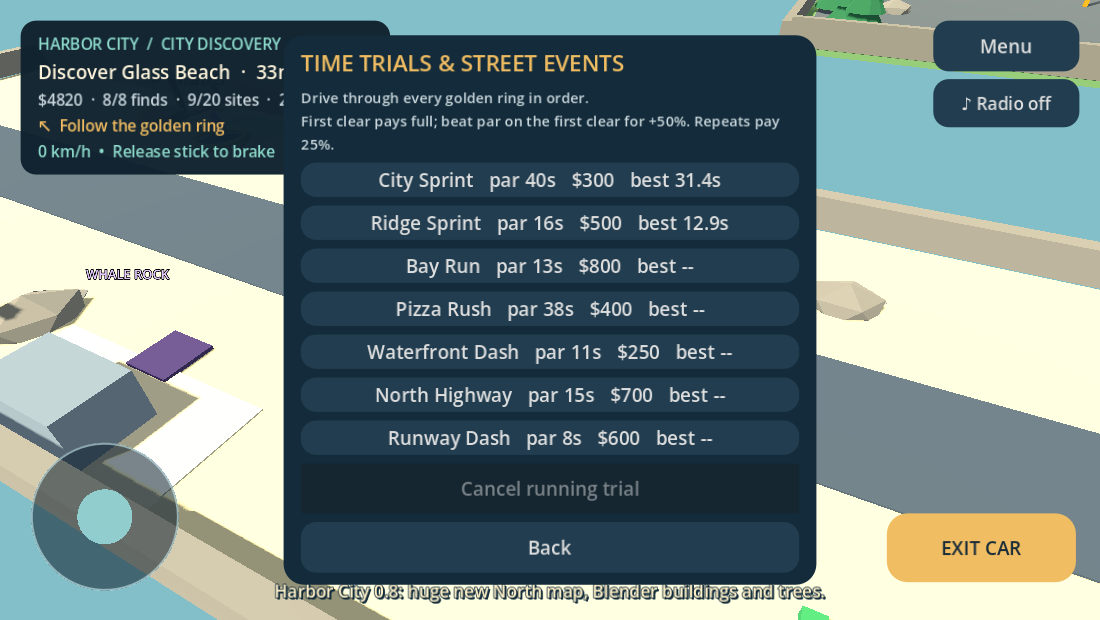 HARBOR CITY / CITY DISCOVERY
Discover Glass Beach · 33
$4820 · 8/8 finds · 9/20 sites ·
↖ Follow the golden ring
0 km/h • Release stick to brake
TIME TRIALS & STREET EVENTS
Drive through every golden ring in order.
First clear pays full; beat par on the first clear for +50%. Repeats pay
25%.
City Sprint par 40s $300 best 31.4s
Ridge Sprint par 16s $500 best 12.9s
Bay Run par 13s $800 best --
Pizza Rush par 38s $400 best --
Waterfront Dash par 11s $250 best --
North Highway par 15s $700 best --
Runway Dash par 8s $600 best --
Cancel running trial
Back
Menu
♪ Radio off
WHALE ROCK
EXIT CAR
Harbor City 0.8: huge new North map, Blender buildings and trees.